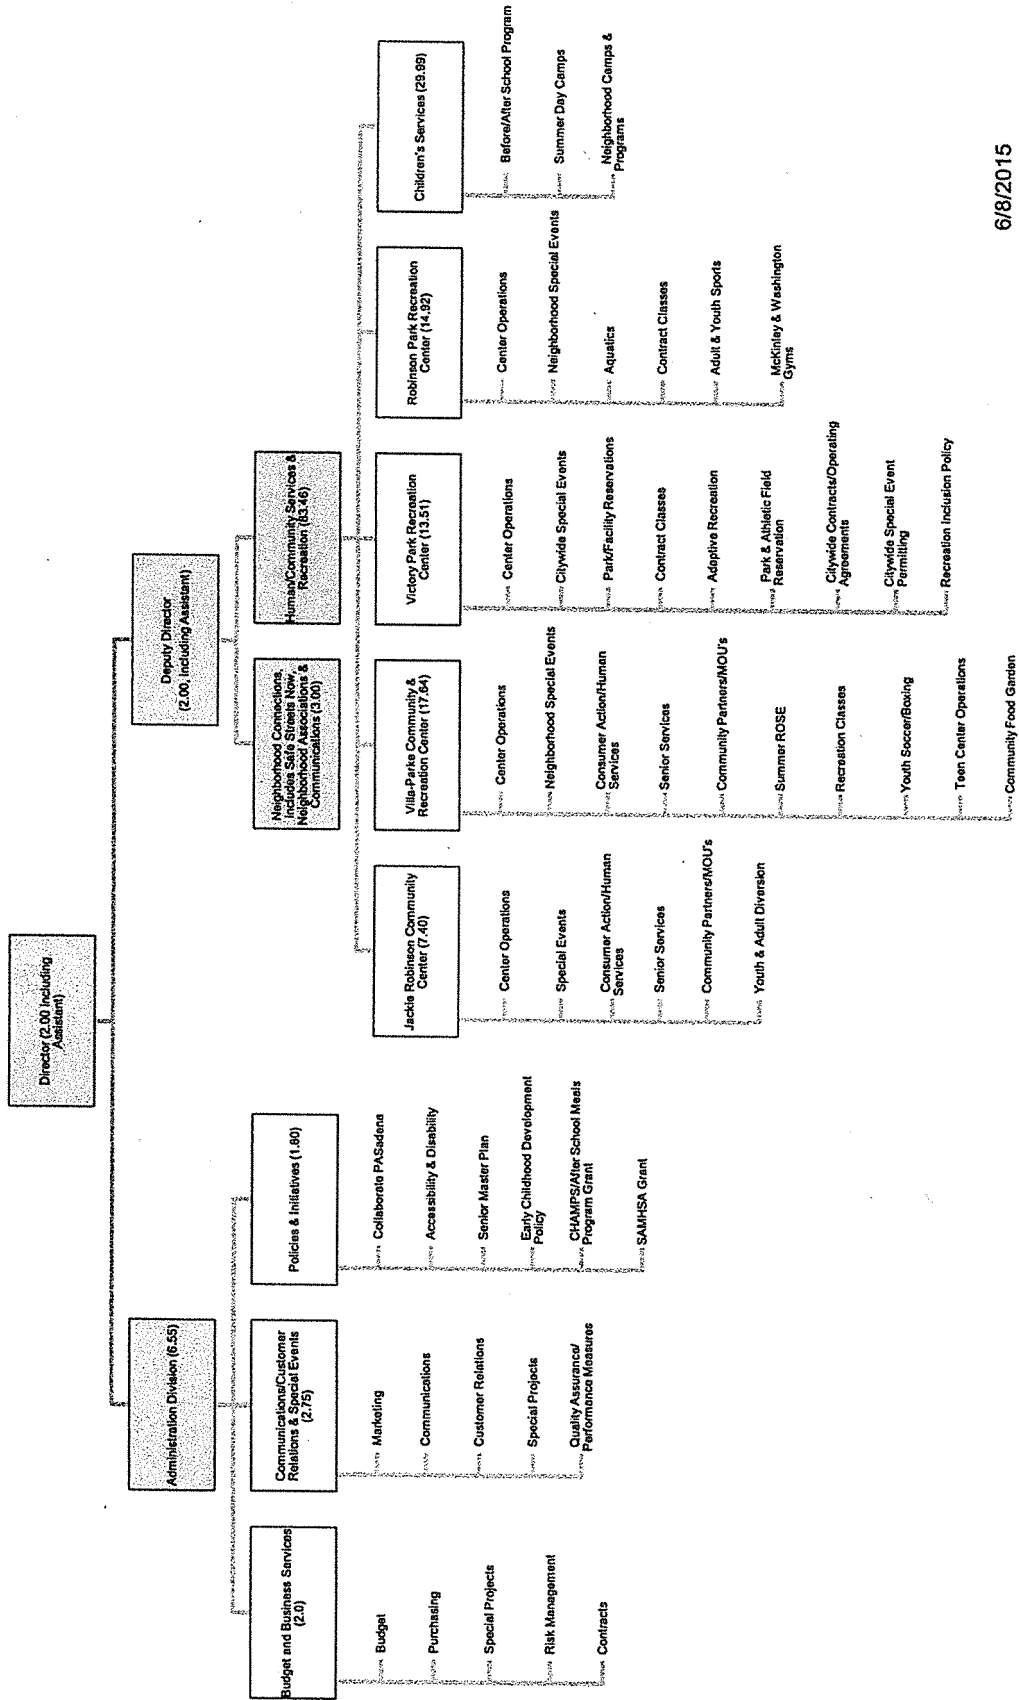 Director (2.00 Including
Assistant)
Administration Division (6.55)
Deputy Director
(2.00, Including Assistant)
Budget and Business Services
(2.0)
Budget
Purchasing
Special Projects
Risk Management
Contracts
Communications/Customer
Relations & Special Events
(2.75)
Marketing
Communications
Customer Relations
Special Projects
Quality Assurance/
Performance Measures
Policies & Initiatives (1.80)
Collaborate PASadena
Accessibility & Disability
Senior Master Plan
Early Childhood Development
Policy
CHAMPS/After School Meals
Program Grant
SAMHSA Grant
Neighborhood Connections
Includes Safe Streets Now,
Neighborhood Associations &
Communications (3.00)
Human/Community Services &
Recreation (83.46)
Jackie Robinson Community
Center (7.40)
Center Operations
Special Events
Consumer Action/Human
Services
Senior Services
Community Partners/MOU's
Youth & Adult Diversion
Villa-Parke Community &
Recreation Center (17.64)
Center Operations
Neighborhood Special Events
Consumer Action/Human
Services
Senior Services
Community Partners/MOU's
Summer ROSE
Recreation Classes
Youth Soccer/Boxing
Teen Center Operations
Community Food Garden
Victory Park Recreation
Center (13.51)
Center Operations
Citywide Special Events
Park/Facility Reservations
Contract Classes
Adaptive Recreation
Park & Athletic Field
Reservation
Citywide Contracts/Operating
Agreements
Citywide Special Event
Permitting
Recreation Inclusion Policy
Robinson Park Recreation
Center (14.92)
Center Operations
Neighborhood Special Events
Aquatics
Contract Classes
Adult & Youth Sports
McKinley & Washington
Gyms
Children's Services (29.99)
Before/After School Program
Summer Day Camps
Neighborhood Camps &
Programs
6/8/2015